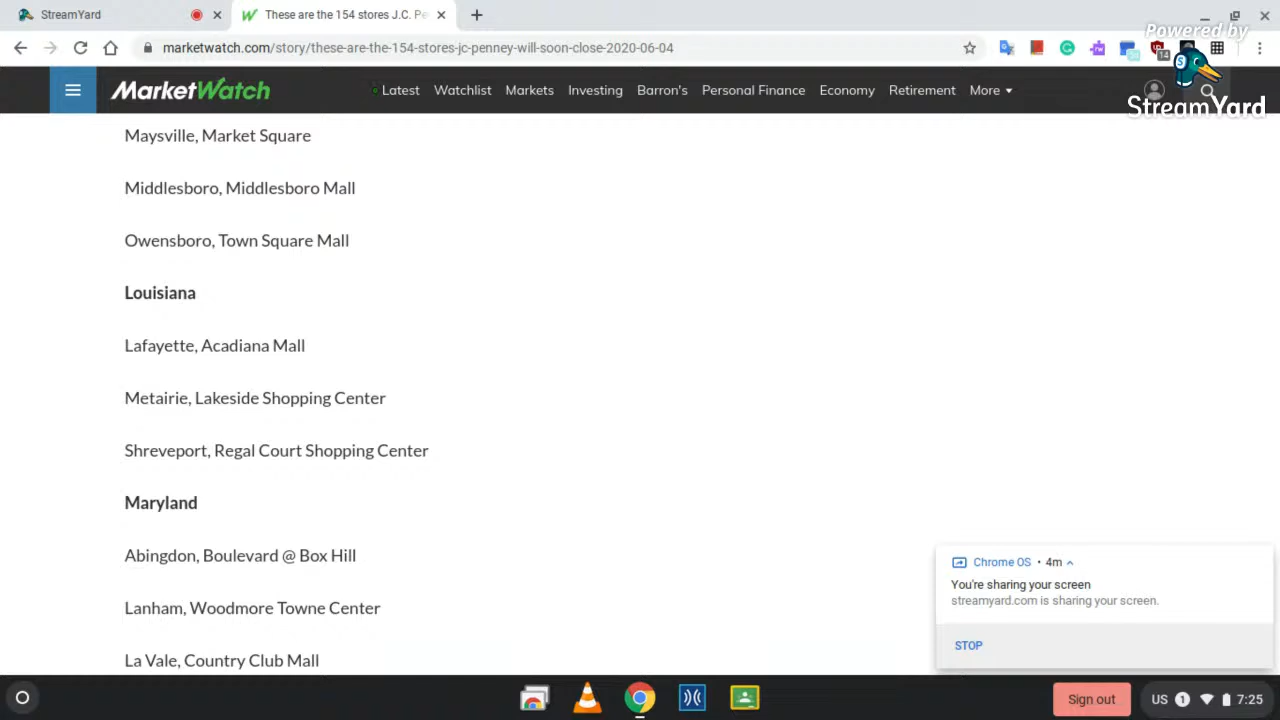 StreamYard
These are the 154 stores J.C. Pe
marketwatch.com/story/these-are-the-154-stores-jc-penney-will-soon-close-2020-06-04
14
Powered by
StreamYard
MarketWatch
Latest Watchlist Markets Investing Barron's Personal Finance Economy Retirement More
Maysville, Market Square
Middlesboro, Middlesboro Mall
Owensboro, Town Square Mall
Louisiana
Lafayette, Acadiana Mall
Metairie, Lakeside Shopping Center
Shreveport, Regal Court Shopping Center
Maryland
Abingdon, Boulevard @ Box Hill
Lanham, Woodmore Towne Center
La Vale, Country Club Mall
Chrome OS • 4m
You're sharing your screen
streamyard.com is sharing your screen.
STOP
Sign out
US 1 7:25